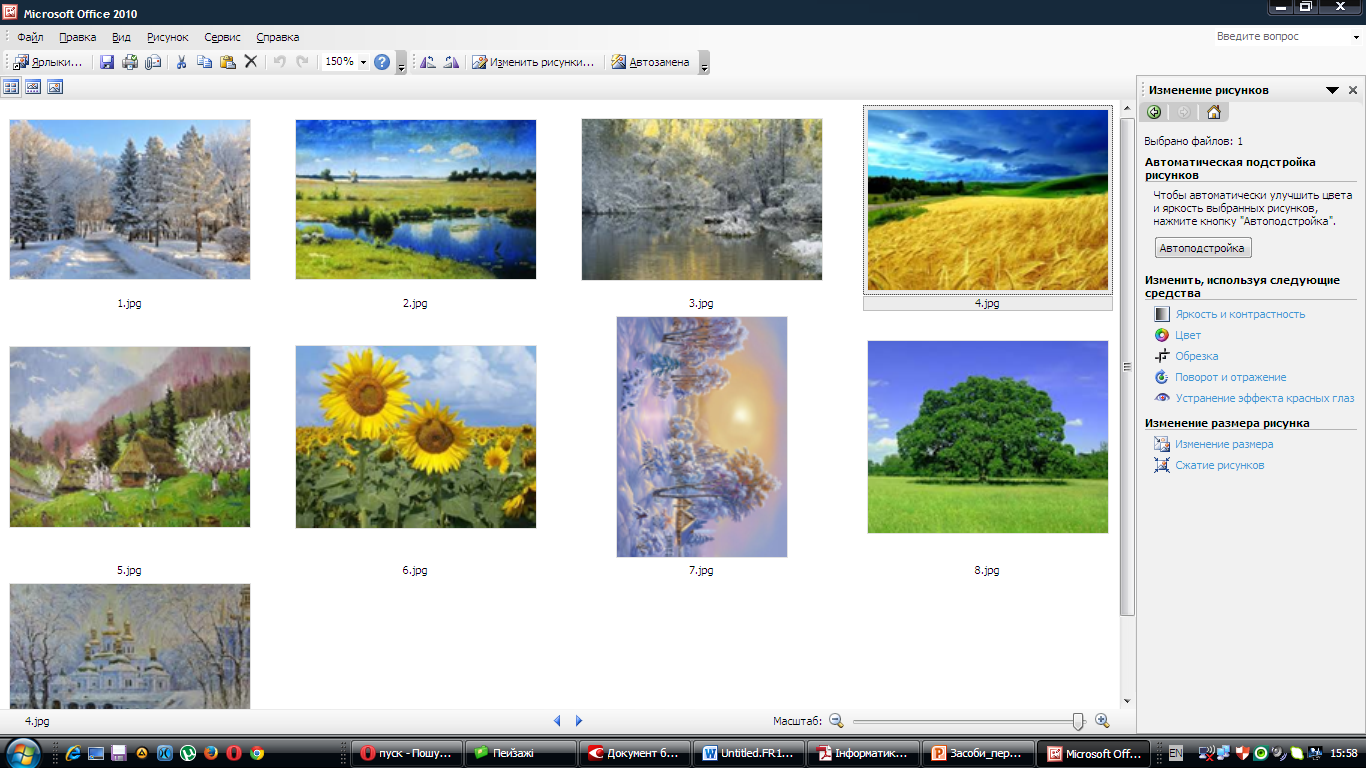 Microsoft Office 2010
Файл Правка Вид Рисунок Сервис Справка
Введите вопрос
Ярлыки... 150% Изменить рисунки... Автозамена
Изменение рисунков
Выбрано файлов: 1
Автоматическая подстройка
рисунков
Чтобы автоматически улучшить цвета
и яркость выбранных рисунков,
нажмите кнопку "Автоподстройка".
Автоподстройка
Изменить, используя следующие
средства
Яркость и контрастность
Цвет
Обрезка
Поворот и отражение
Устранение эффекта красных глаз
Изменение размера рисунка
Изменение размера
Сжатие рисунков
1.jpg 2.jpg 3.jpg 4.jpg
5.jpg 6.jpg 7.jpg 8.jpg
4.jpg Масштаб:
пуск - Пошу... Пейзажі Документ б... Untitled.FR1... Інформатик... Засоби_пер... Microsoft Off... EN 15:58